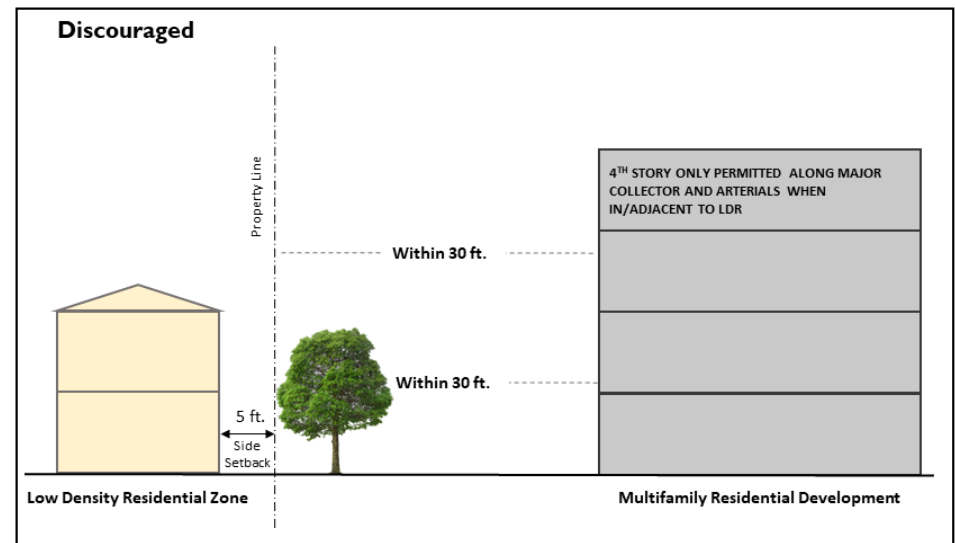 Discouraged
Property Line
4TH STORY ONLY PERMITTED ALONG MAJOR
COLLECTOR AND ARTERIALS WHEN
IN/ADJACENT TO LDR
Within 30 ft.
Within 30 ft.
5 ft.
Side
Setback
Low Density Residential Zone
Multifamily Residential Development